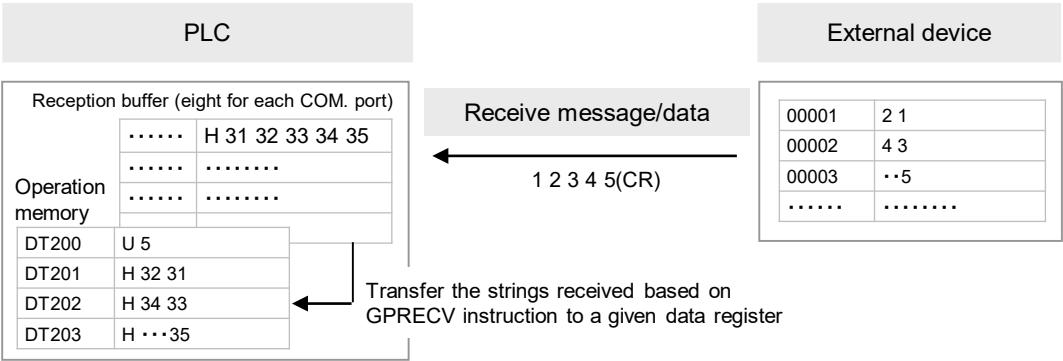 PLC
External device
Reception buffer (eight for each COM. port)
······ H 31 32 33 34 35
······ ········
······ ········
Operation
memory
DT200 U 5
DT201 H 32 31
DT202 H 34 33
DT203 H ···35
Receive message/data
1 2 3 4 5(CR)
Transfer the strings received based on
GPRECV instruction to a given data register
00001 2 1
00002 4 3
00003 ··5
······ ········